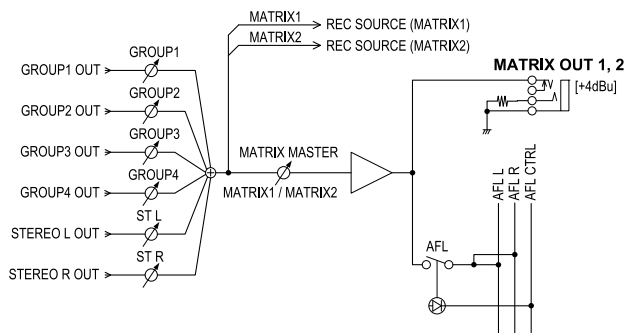 MATRIX1
REC SOURCE (MATRIX1)
MATRIX2
REC SOURCE (MATRIX2)
MATRIX OUT 1, 2
[+4dBu]
GROUP1
GROUP1 OUT
GROUP2
GROUP2 OUT
GROUP3
GROUP3 OUT
MATRIX MASTER
GROUP4
GROUP4 OUT
MATRIX1 / MATRIX2
AFL L
AFL R
AFL CTRL
ST L
STEREO L OUT
AFL
ST R
STEREO R OUT